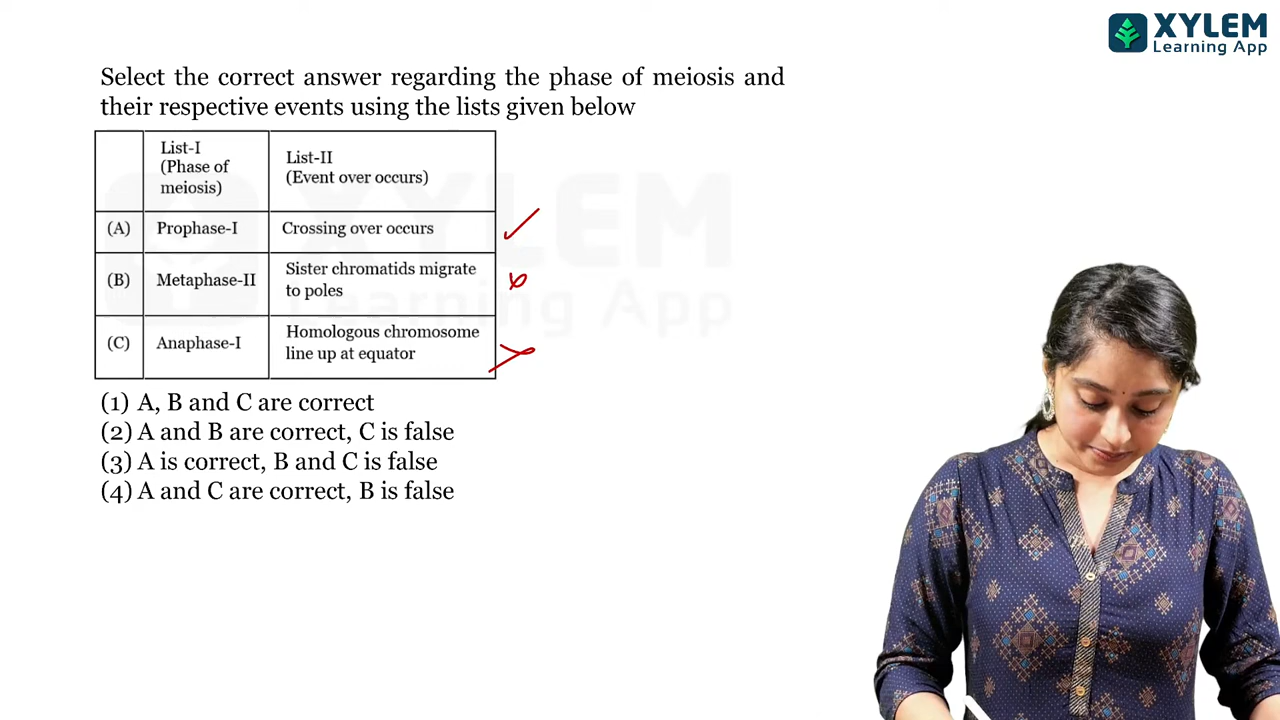 XYLEM
Learning App
Select the correct answer regarding the phase of meiosis and
their respective events using the lists given below
List-I
(Phase of
meiosis)
List-II
(Event over occurs)
(A) Prophase-I Crossing over occurs
(B) Metaphase-II Sister chromatids migrate
to poles
(C) Anaphase-I Homologous chromosome
line up at equator
(1) A, B and C are correct
(2) A and B are correct, C is false
(3) A is correct, B and C is false
(4) A and C are correct, B is false
XYLEM
Learning App